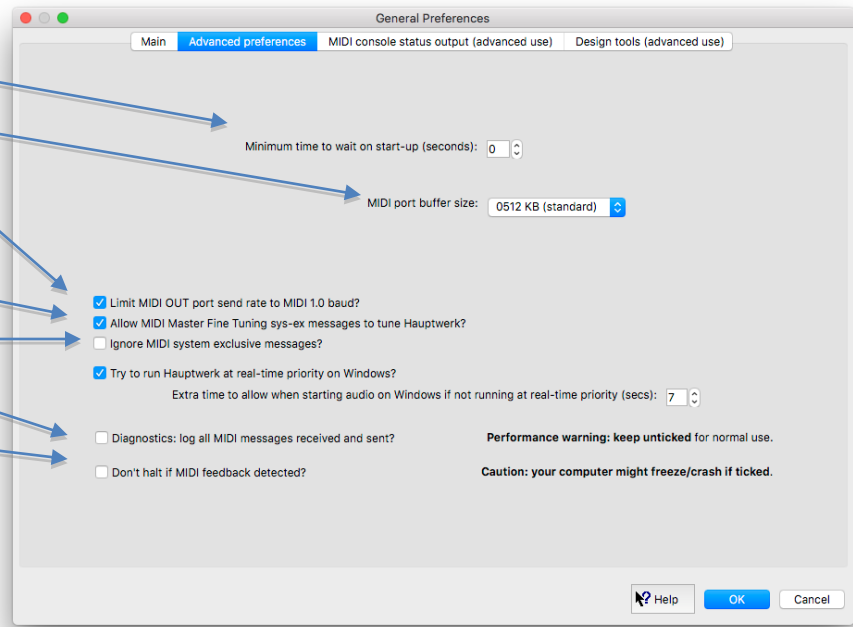 General Preferences
Main Advanced preferences MIDI console status output (advanced use) Design tools (advanced use)
Minimum time to wait on start-up (seconds): 0
MIDI port buffer size: 0512 KB (standard)
Limit MIDI OUT port send rate to MIDI 1.0 baud?
Allow MIDI Master Fine Tuning sys-ex messages to tune Hauptwerk?
Ignore MIDI system exclusive messages?
Try to run Hauptwerk at real-time priority on Windows?
Extra time to allow when starting audio on Windows if not running at real-time priority (secs): 7
Diagnostics: log all MIDI messages received and sent? Performance warning: keep unticked for normal use.
Don't halt if MIDI feedback detected? Caution: your computer might freeze/crash if ticked.
Help OK Cancel